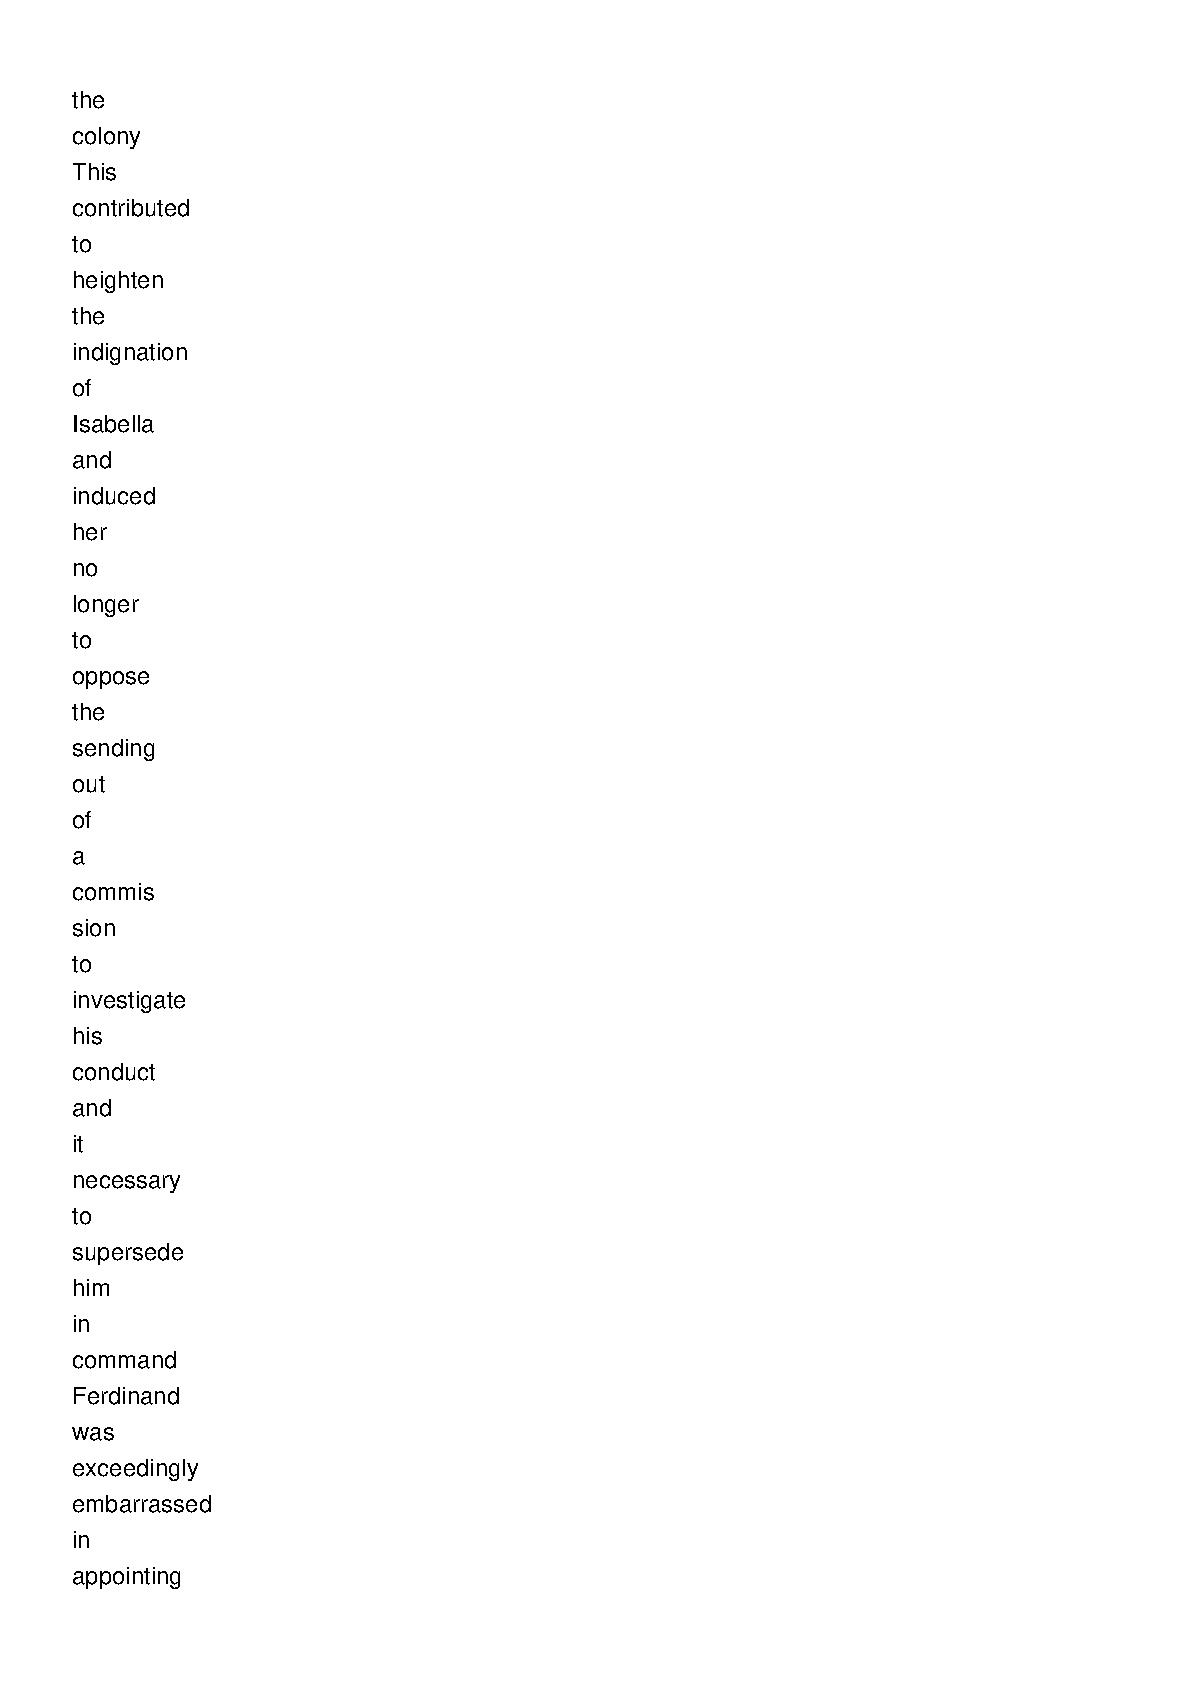 the
colony
This
contributed
to
heighten
the
indignation
of
Isabella
and
induced
her
no
longer
to
oppose
the
sending
out
of
a
commis
sion
to
investigate
his
conduct
and
it
necessary
to
supersede
him
in
command
Ferdinand
was
exceedingly
embarrassed
in
appointing